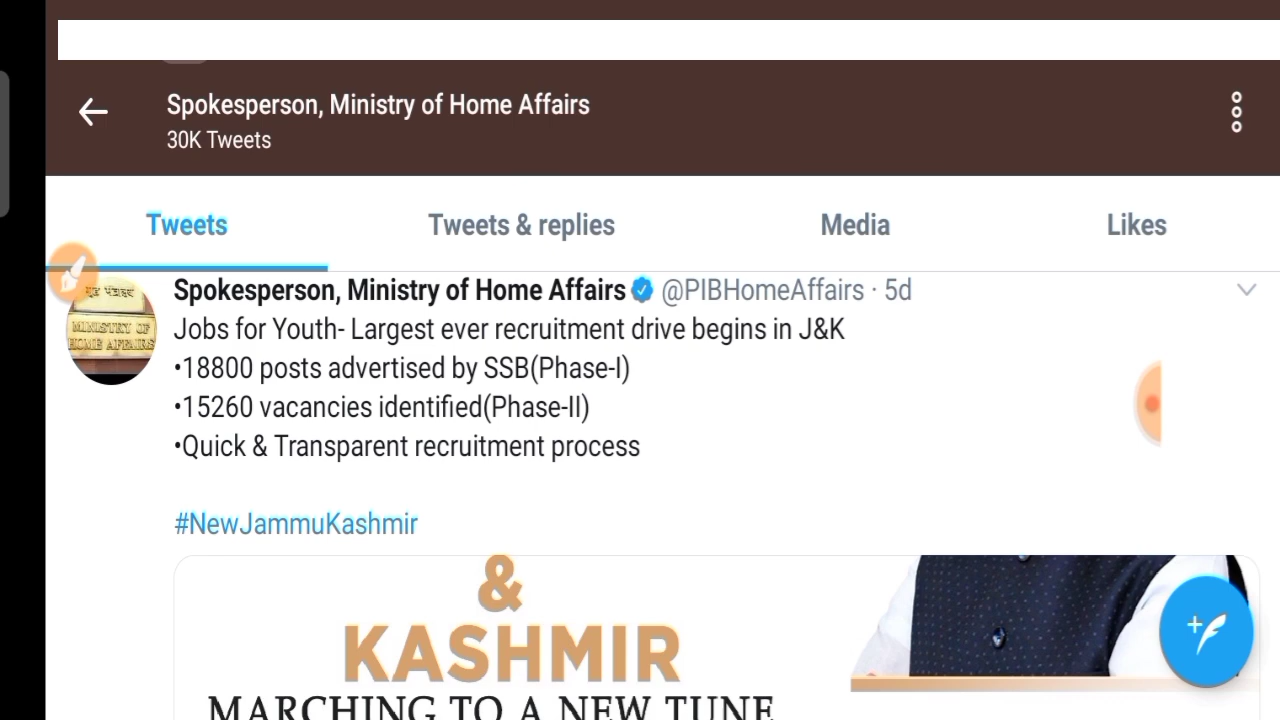 Spokesperson, Ministry of Home Affairs
30K Tweets
Tweets
Tweets & replies
Media
Likes
Spokesperson, Ministry of Home Affairs @PIBHomeAffairs · 5d
MINISTRY OF
HOME AFFAIRS
Jobs for Youth- Largest ever recruitment drive begins in J&K
•18800 posts advertised by SSB(Phase-I)
•15260 vacancies identified(Phase-II)
•Quick & Transparent recruitment process
#NewJammuKashmir
&
KASHMIR
MARCHING TO A NEW TUNE